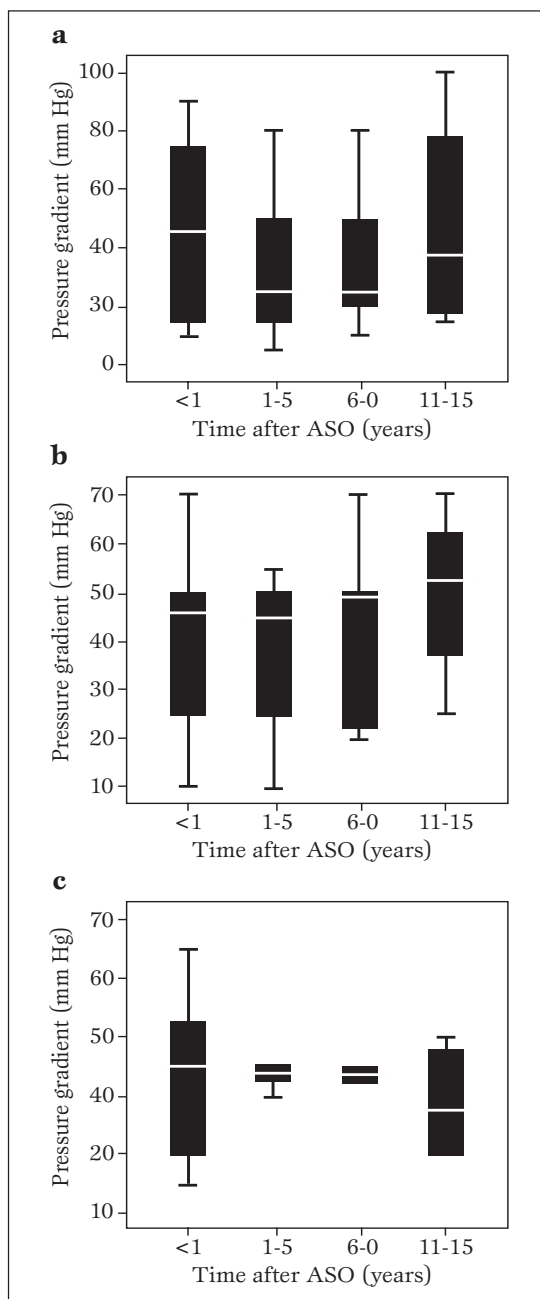 a
Pressure gradient (mm Hg)
100
80
60
40
30
0
<1 1-5 6-0 11-15
Time after ASO (years)
b
Pressure gradient (mm Hg)
70
60
50
40
30
20
10
<1 1-5 6-0 11-15
Time after ASO (years)
c
Pressure gradient (mm Hg)
70
60
50
40
20
10
<1 1-5 6-0 11-15
Time after ASO (years)